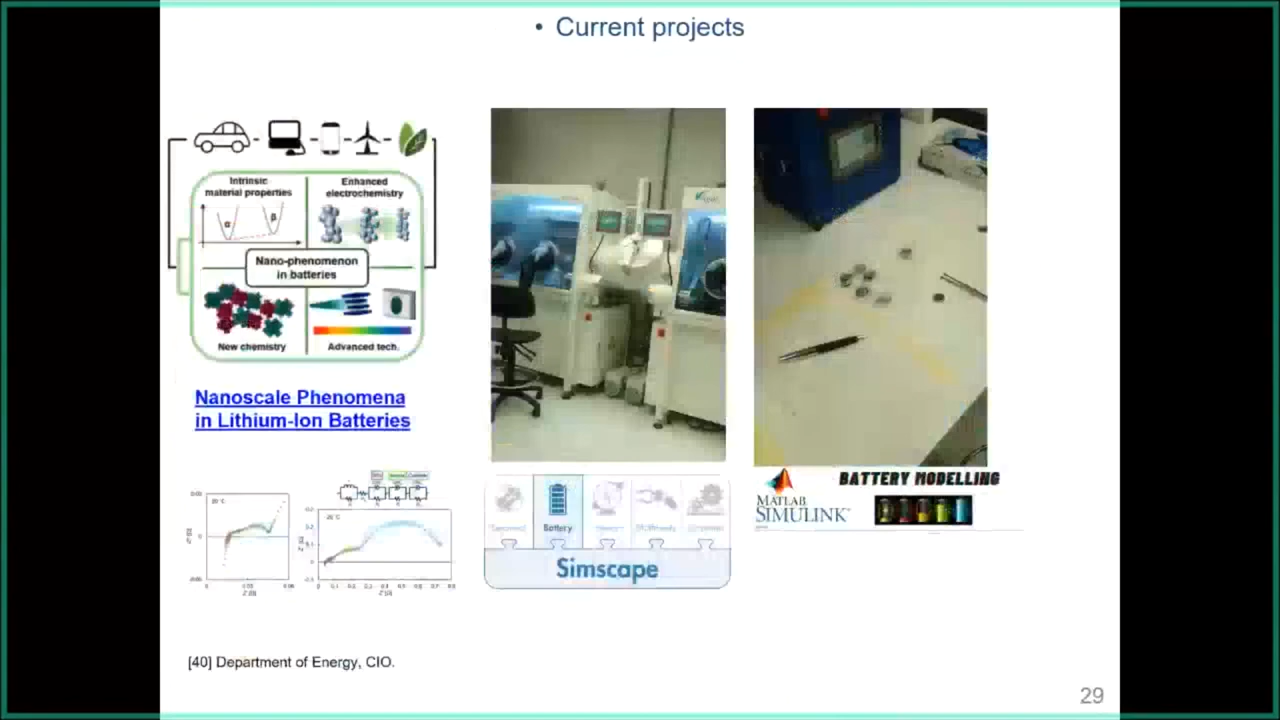 • Current projects
Intrinsic
material properties
Enhanced
electrochemistry
α
β
Nano-phenomenon
in batteries
New chemistry
Advanced tech.
Nanoscale Phenomena
in Lithium-Ion Batteries
Battery
Simscape
BATTERY MODELLING
MATLAB
SIMULINK
[40] Department of Energy, CIO.
29